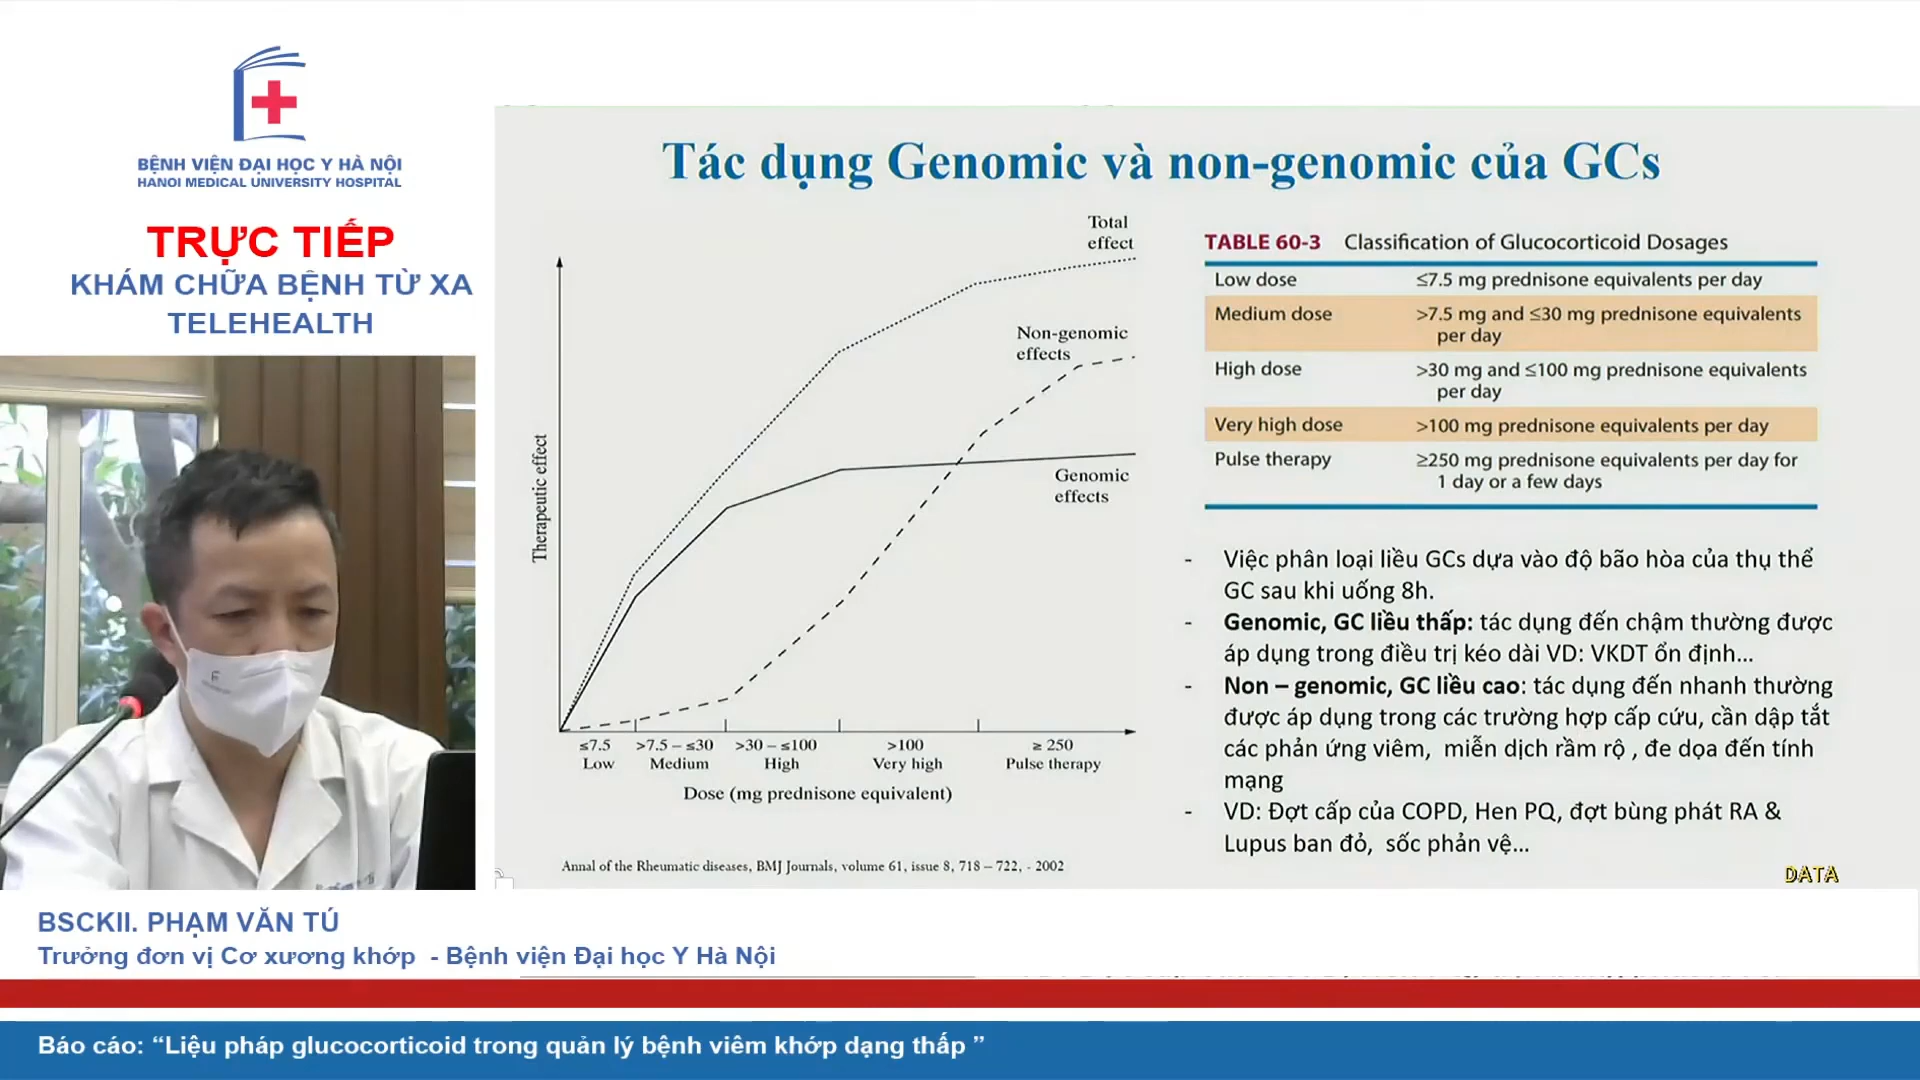 BỆNH VIỆN ĐẠI HỌC Y HÀ NỘI
HANOI MEDICAL UNIVERSITY HOSPITAL
TRỰC TIẾP
KHÁM CHỮA BỆNH TỪ XA
TELEHEALTH
Tác dụng Genomic và non-genomic của GCs
Total
effect
Non-genomic
effects
Genomic
effects
Therapeutic effect
≤7.5
Low
>7.5 – ≤30
Medium
>30 – ≤100
High
>100
Very high
≥ 250
Pulse therapy
Dose (mg prednisone equivalent)
Annal of the Rheumatic diseases, BMJ Journals, volume 61, issue 8, 718 – 722, - 2002
TABLE 60-3 Classification of Glucocorticoid Dosages
Low dose ≤7.5 mg prednisone equivalents per day
Medium dose >7.5 mg and ≤30 mg prednisone equivalents
per day
High dose >30 mg and ≤100 mg prednisone equivalents
per day
Very high dose >100 mg prednisone equivalents per day
Pulse therapy ≥250 mg prednisone equivalents per day for
1 day or a few days
- Việc phân loại liều GCs dựa vào độ bão hòa của thụ thể
GC sau khi uống 8h.
- Genomic, GC liều thấp: tác dụng đến chậm thường được
áp dụng trong điều trị kéo dài VD: VKDT ổn định...
- Non – genomic, GC liều cao: tác dụng đến nhanh thường
được áp dụng trong các trường hợp cấp cứu, cần dập tắt
các phản ứng viêm, miễn dịch rầm rộ , đe dọa đến tính
mạng
- VD: Đợt cấp của COPD, Hen PQ, đợt bùng phát RA &
Lupus ban đỏ, sốc phản vệ...
DATA
BSCKII. PHẠM VĂN TÚ
Trưởng đơn vị Cơ xương khớp - Bệnh viện Đại học Y Hà Nội
Báo cáo: “Liệu pháp glucocorticoid trong quản lý bệnh viêm khớp dạng thấp ”